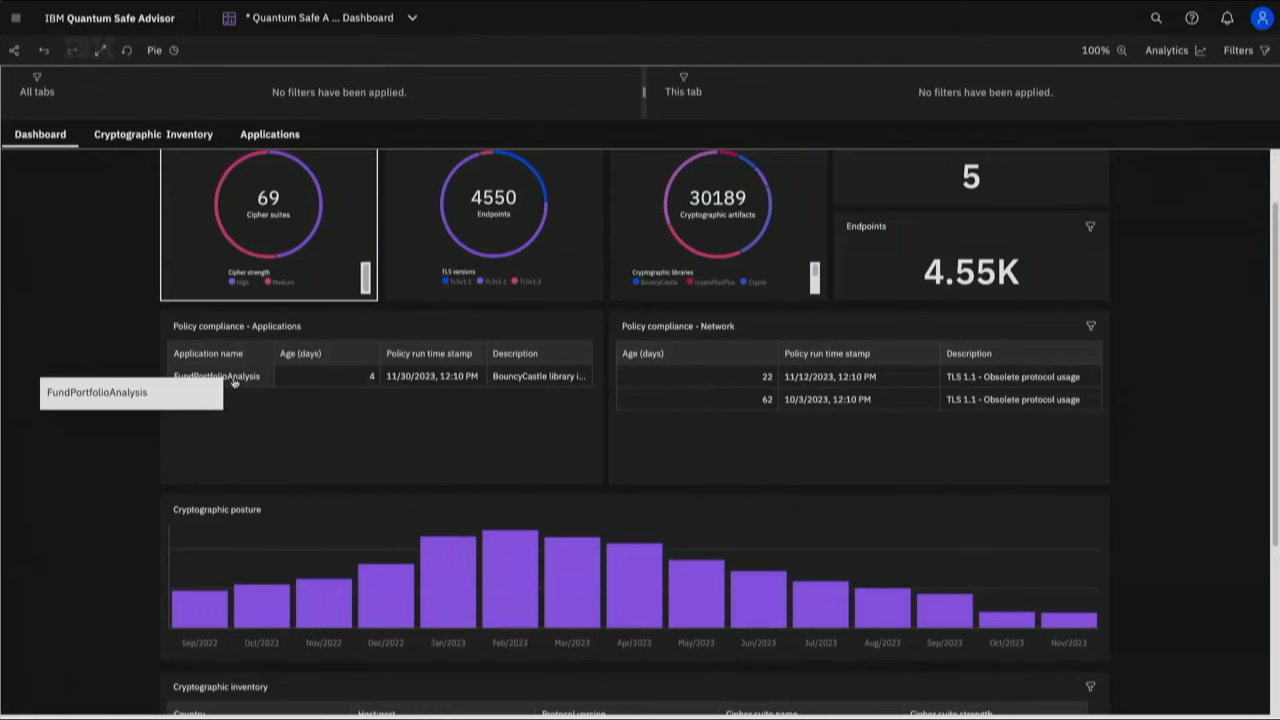 IBM Quantum Safe Advisor
* Quantum Safe A ... Dashboard
Pie
100%
Analytics
Filters
All tabs
No filters have been applied.
This tab
No filters have been applied.
Dashboard
Cryptographic Inventory
Applications
69
Cipher suites
Cipher strength
High
Medium
4550
Endpoints
TLS versions
TLSv1.1
TLSv1.2
TLSv1.3
30189
Cryptographic artifacts
Cryptographic libraries
BouncyCastle
cryptoPlusPlus
Crypto
5
Endpoints
4.55K
Policy compliance - Applications
Application name Age (days) Policy run time stamp Description
FundPortfolioAnalysis 4 11/30/2023, 12:10 PM BouncyCastle library i...
FundPortfolioAnalysis
Policy compliance - Network
Age (days) Policy run time stamp Description
22 11/12/2023, 12:10 PM TLS 1.1 - Obsolete protocol usage
62 10/3/2023, 12:10 PM TLS 1.1 - Obsolete protocol usage
Cryptographic posture
Sep/2022 Oct/2022 Nov/2022 Dec/2022 Jan/2023 Feb/2023 Mar/2023 Apr/2023 May/2023 Jun/2023 Jul/2023 Aug/2023 Sep/2023 Oct/2023 Nov/2023
Cryptographic inventory
Country Host:port Protocol version Cipher suite name Cipher suite strength